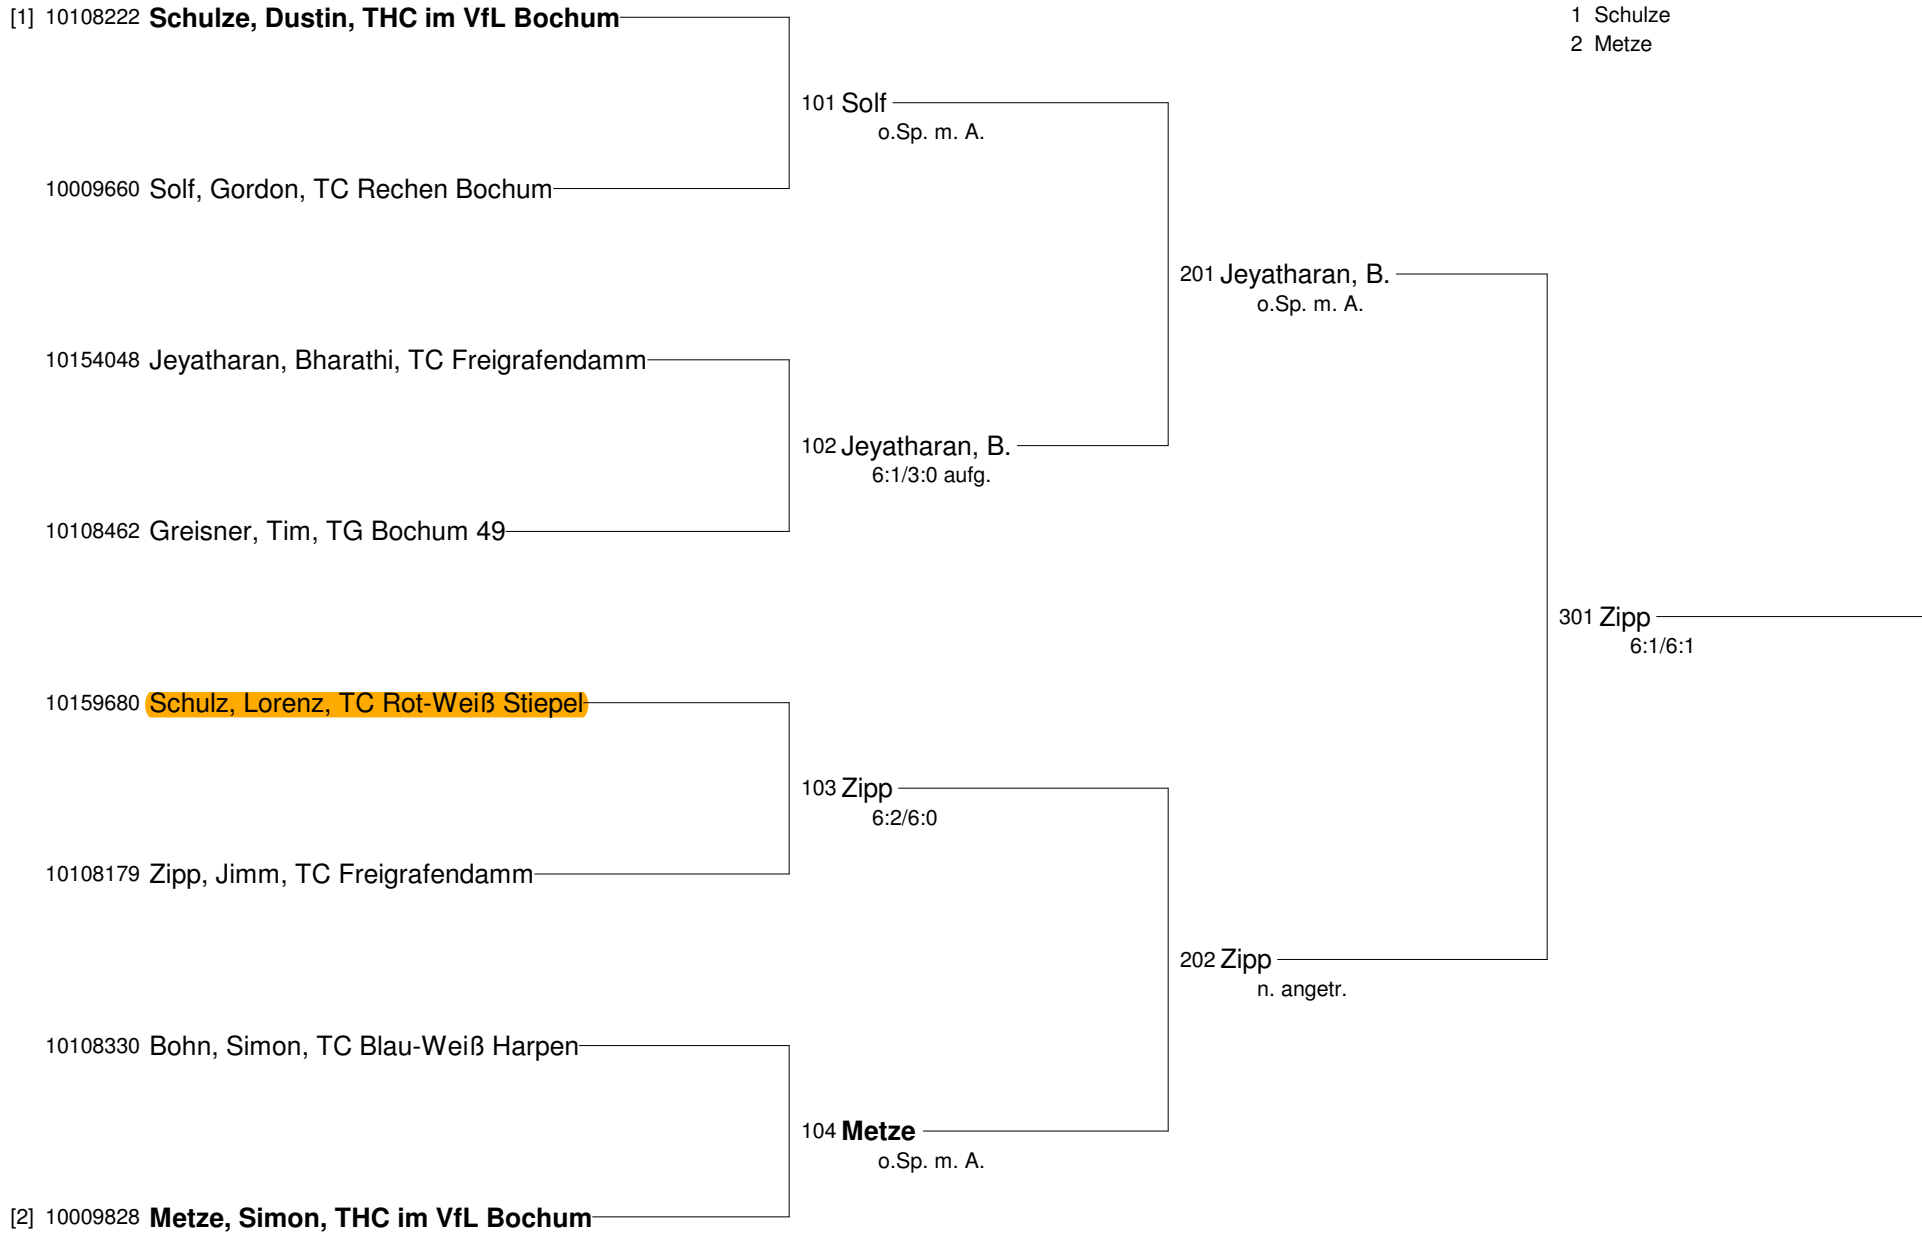 [1] 10108222 Schulze, Dustin, THC im VfL Bochum
1 Schulze
2 Metze
101 Solf
o.Sp. m. A.
10009660 Solf, Gordon, TC Rechen Bochum
201 Jeyatharan, B.
o.Sp. m. A.
10154048 Jeyatharan, Bharathi, TC Freigrafendamm
102 Jeyatharan, B.
6:1/3:0 aufg.
10108462 Greisner, Tim, TG Bochum 49
301 Zipp
6:1/6:1
10159680 Schulz, Lorenz, TC Rot-Weiß Stiepel
103 Zipp
6:2/6:0
10108179 Zipp, Jimm, TC Freigrafendamm
202 Zipp
n. angetr.
10108330 Bohn, Simon, TC Blau-Weiß Harpen
104 Metze
o.Sp. m. A.
[2] 10009828 Metze, Simon, THC im VfL Bochum